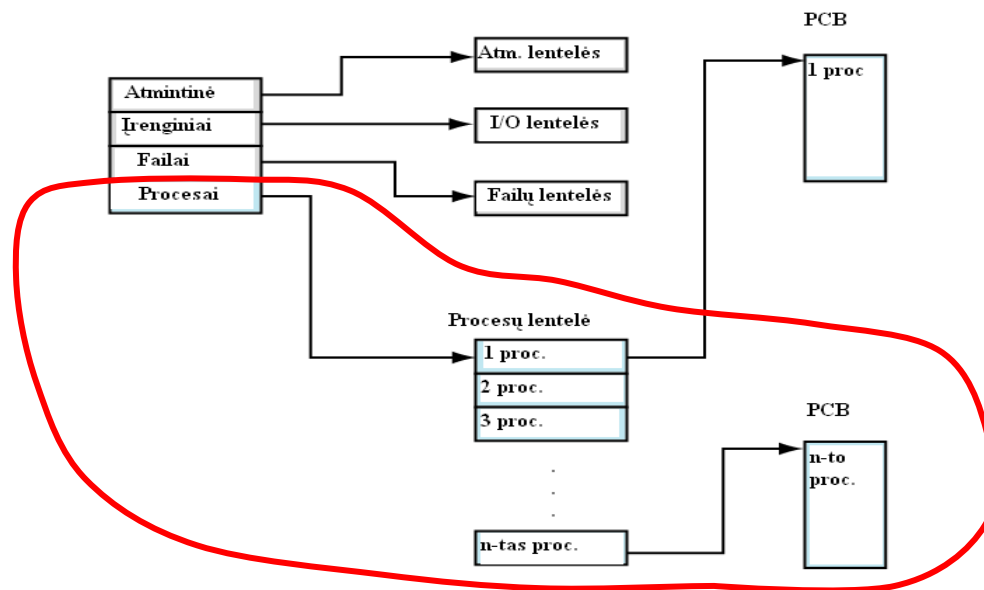 PCB
1 proc
Atm. lentelės
Atmintinė
Įrenginiai
Failai
Procesai
I/O lentelės
Failų lentelės
Procesų lentelė
1 proc.
2 proc.
3 proc.
.
.
.
n-tas proc.
PCB
n-to
proc.